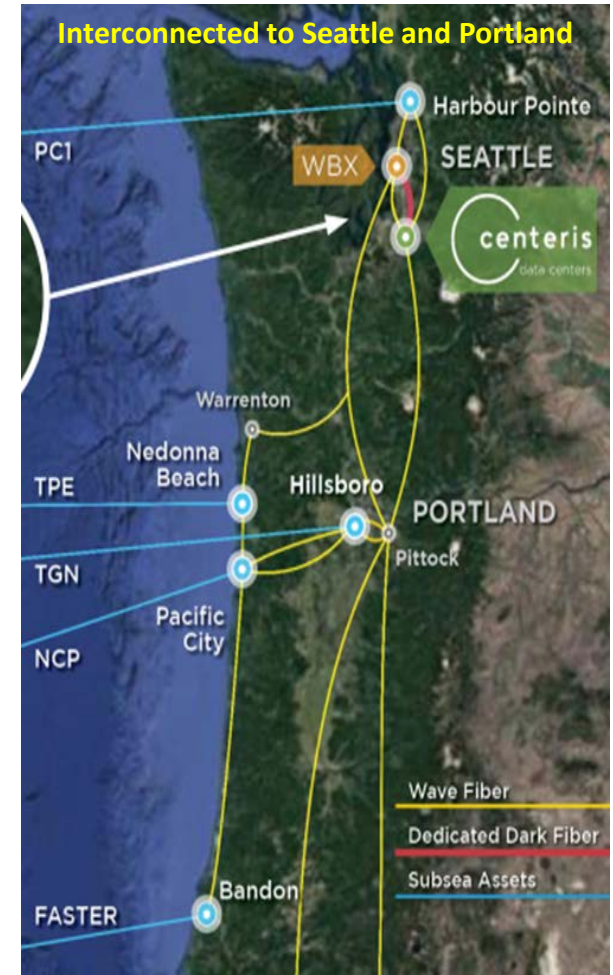 Interconnected to Seattle and Portland
Harbour Pointe
PC1
WBX
SEATTLE
centeris
data centers
Warrenton
Nedonna
Beach
TPE
Hillsboro
PORTLAND
Pittock
TGN
Pacific
City
NCP
Wave Fiber
Dedicated Dark Fiber
Subsea Assets
Bandon
FASTER